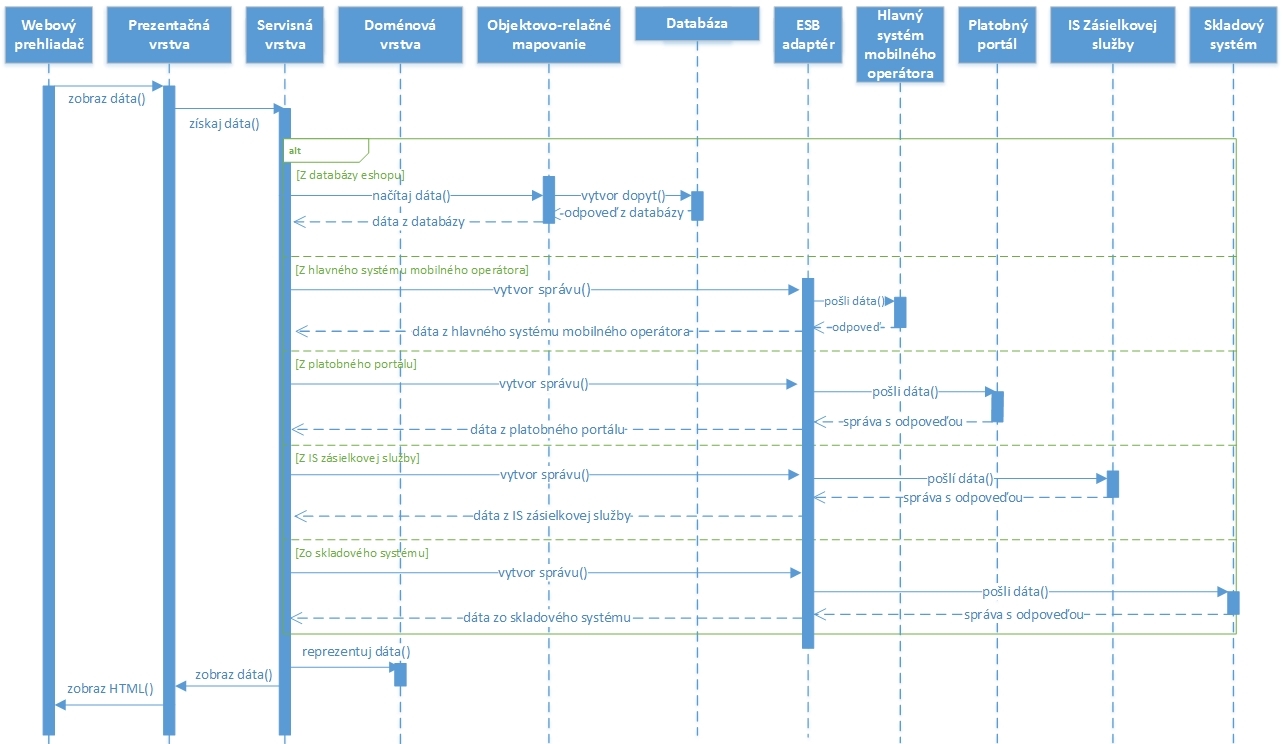 Webový
prehliadač
Prezentačná
vrstva
Servisná
vrstva
Doménová
vrstva
Objektovo-relačné
mapovanie
Databáza
ESB
adaptér
Hlavný
systém
mobilného
operátora
Platobný
portál
IS Zásielkovej
služby
Skladový
systém
zobraz dáta()
získaj dáta()
alt
[Z databázy eshopu]
načítaj dáta()
vytvor dopyt()
odpoveď z databázy
dáta z databázy
[Z hlavného systému mobilného operátora]
vytvor správu()
pošli dáta()
odpoveď
dáta z hlavného systému mobilného operátora
[Z platobného portálu]
vytvor správu()
pošli dáta()
správa s odpoveďou
dáta z platobného portálu
[Z IS zásielkovej služby]
vytvor správu()
pošlí dáta()
správa s odpoveďou
dáta z IS zásielkovej služby
[Zo skladového systému]
vytvor správu()
pošli dáta()
správa s odpoveďou
dáta zo skladového systému
reprezentuj dáta()
zobraz dáta()
zobraz HTML()